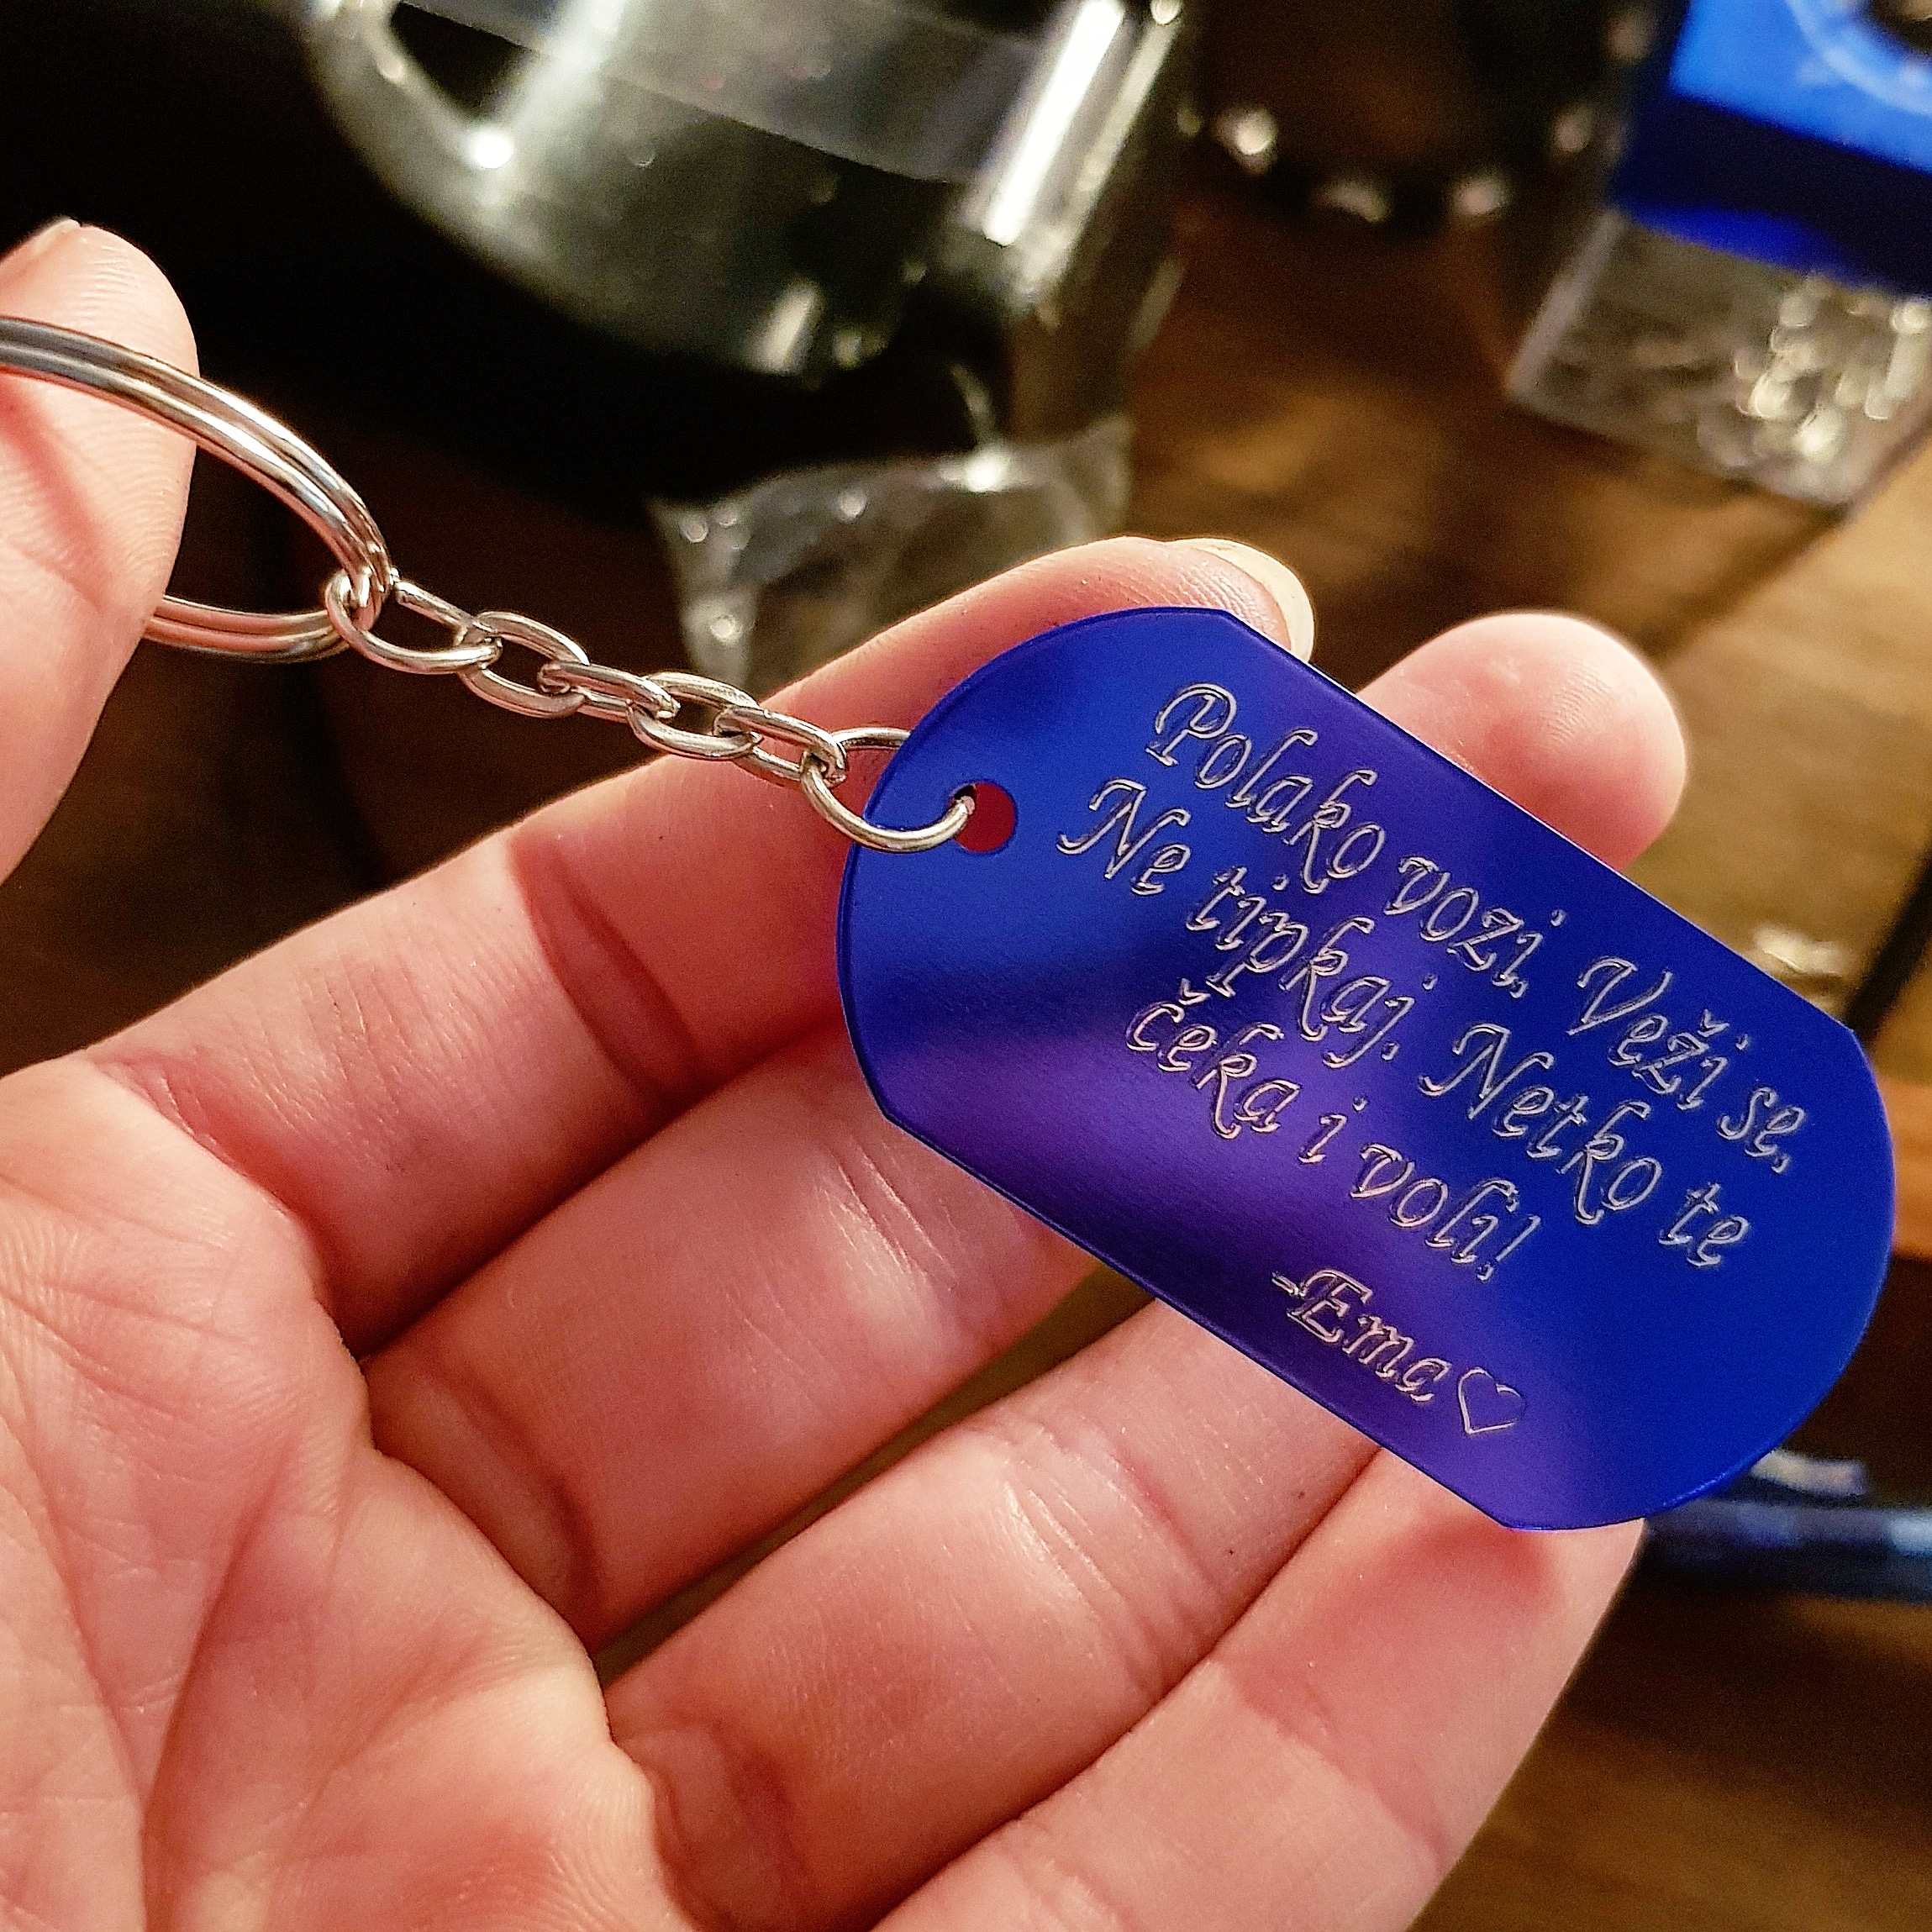 Polako vozi. Veži se.
Ne tipkaj. Netko te
čeka i voli!
-Ema♡